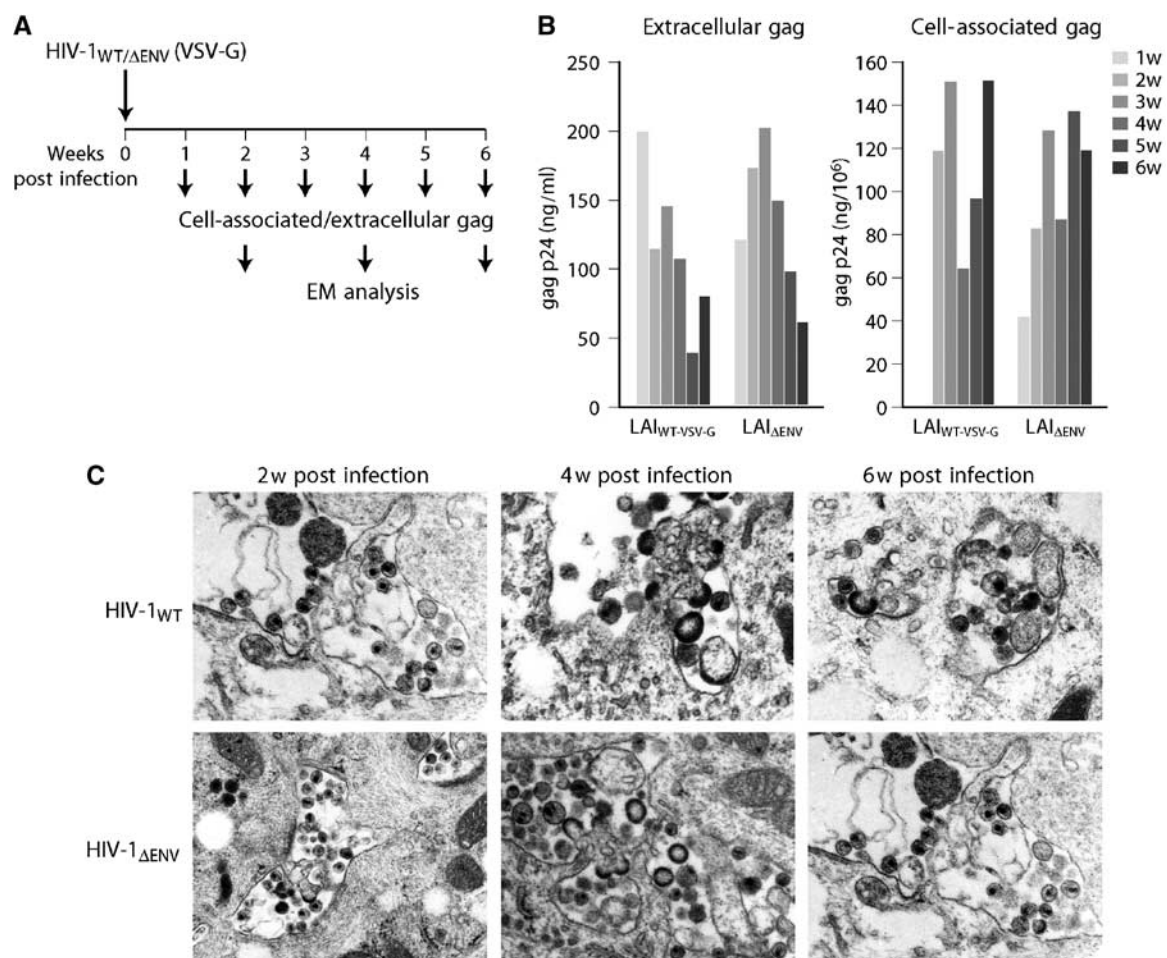 A
HIV-1WT/ΔENV (VSV-G)
Weeks
post infection
0 1 2 3 4 5 6
Cell-associated/extracellular gag
EM analysis
B
Extracellular gag
gag p24 (ng/ml)
250
200
150
100
50
0
LAIWT-VSV-G LAIΔENV
Cell-associated gag
gag p24 (ng/10⁶)
160
140
120
100
80
60
40
20
0
LAIWT-VSV-G LAIΔENV
1w
2w
3w
4w
5w
6w
C
2w post infection 4w post infection 6w post infection
HIV-1WT
HIV-1ΔENV